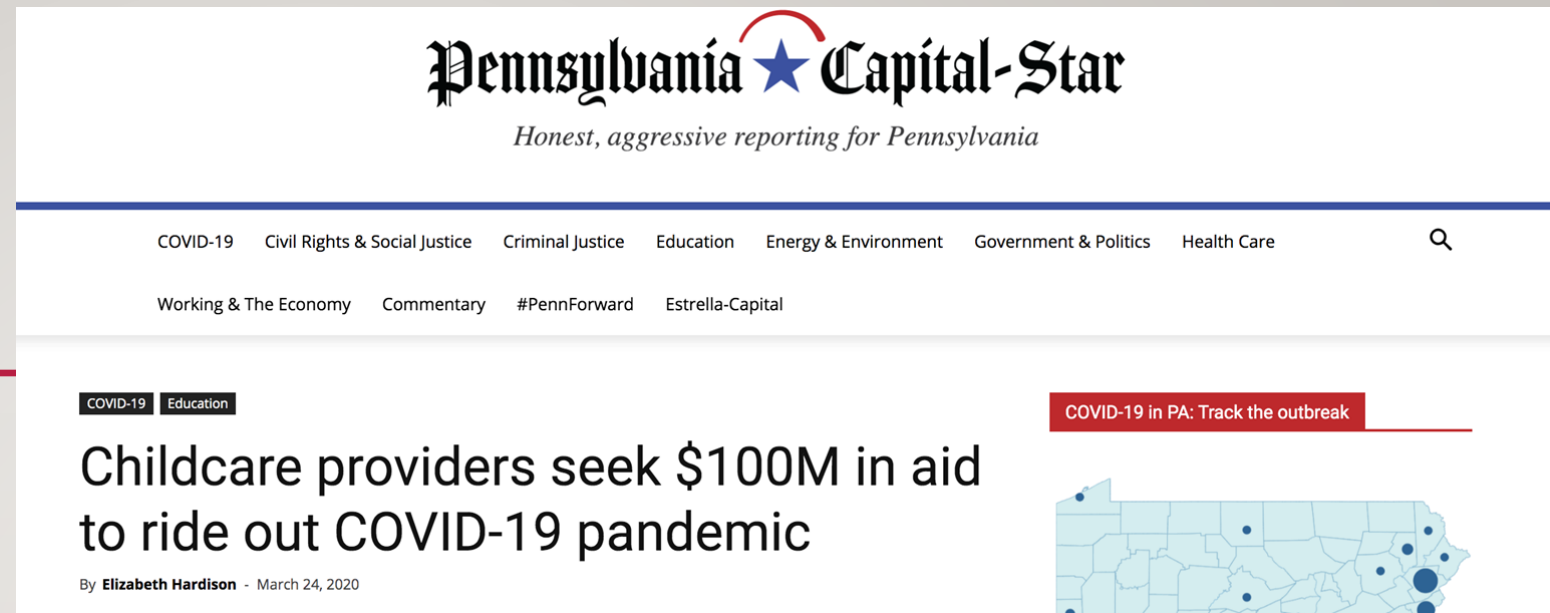 Pennsylvania Capital-Star
Honest, aggressive reporting for Pennsylvania
COVID-19 Civil Rights & Social Justice Criminal Justice Education Energy & Environment Government & Politics Health Care
Working & The Economy Commentary #PennForward Estrella-Capital
COVID-19 Education
COVID-19 in PA: Track the outbreak
Childcare providers seek $100M in aid
to ride out COVID-19 pandemic
By Elizabeth Hardison - March 24, 2020